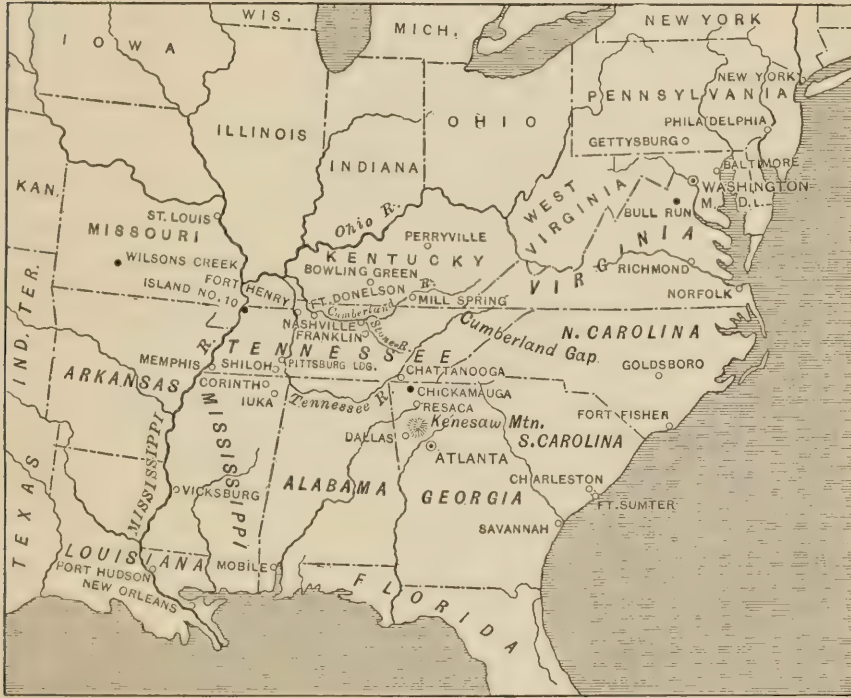 WIS.
MICH.
NEW YORK
IOWA
NEW YORK
PENNSYLVANIA
ILLINOIS
OHIO
PHILADELPHIA
GETTYSBURG
INDIANA
BALTIMORE
KAN.
WASHINGTON
WEST VIRGINIA
M. D. L.
ST. LOUIS
Ohio R.
BULL RUN
MISSOURI
PERRYVILLE
KENTUCKY
VIRGINIA
WILSONS CREEK
BOWLING GREEN
RICHMOND
FORT HENRY
ISLAND NO. 10
FT. DONELSON
R.
MILL SPRING
NORFOLK
IND. TER.
Cumberland
NASHVILLE
Stones R.
FRANKLIN
Cumberland Gap
N. CAROLINA
TENNESSEE
MEMPHIS
SHILOH
PITTSBURG LDG.
CHATTANOOGA
GOLDSBORO
ARKANSAS
CORINTH
IUKA
Tennessee R.
CHICKAMAUGA
RESACA
FORT FISHER
Kenesaw Mtn.
DALLAS
S. CAROLINA
ATLANTA
MISSISSIPPI R.
MISSISSIPPI
ALABAMA
GEORGIA
CHARLESTON
FT. SUMTER
VICKSBURG
TEXAS
SAVANNAH
LOUISIANA
MOBILE
PORT HUDSON
NEW ORLEANS
FLORIDA